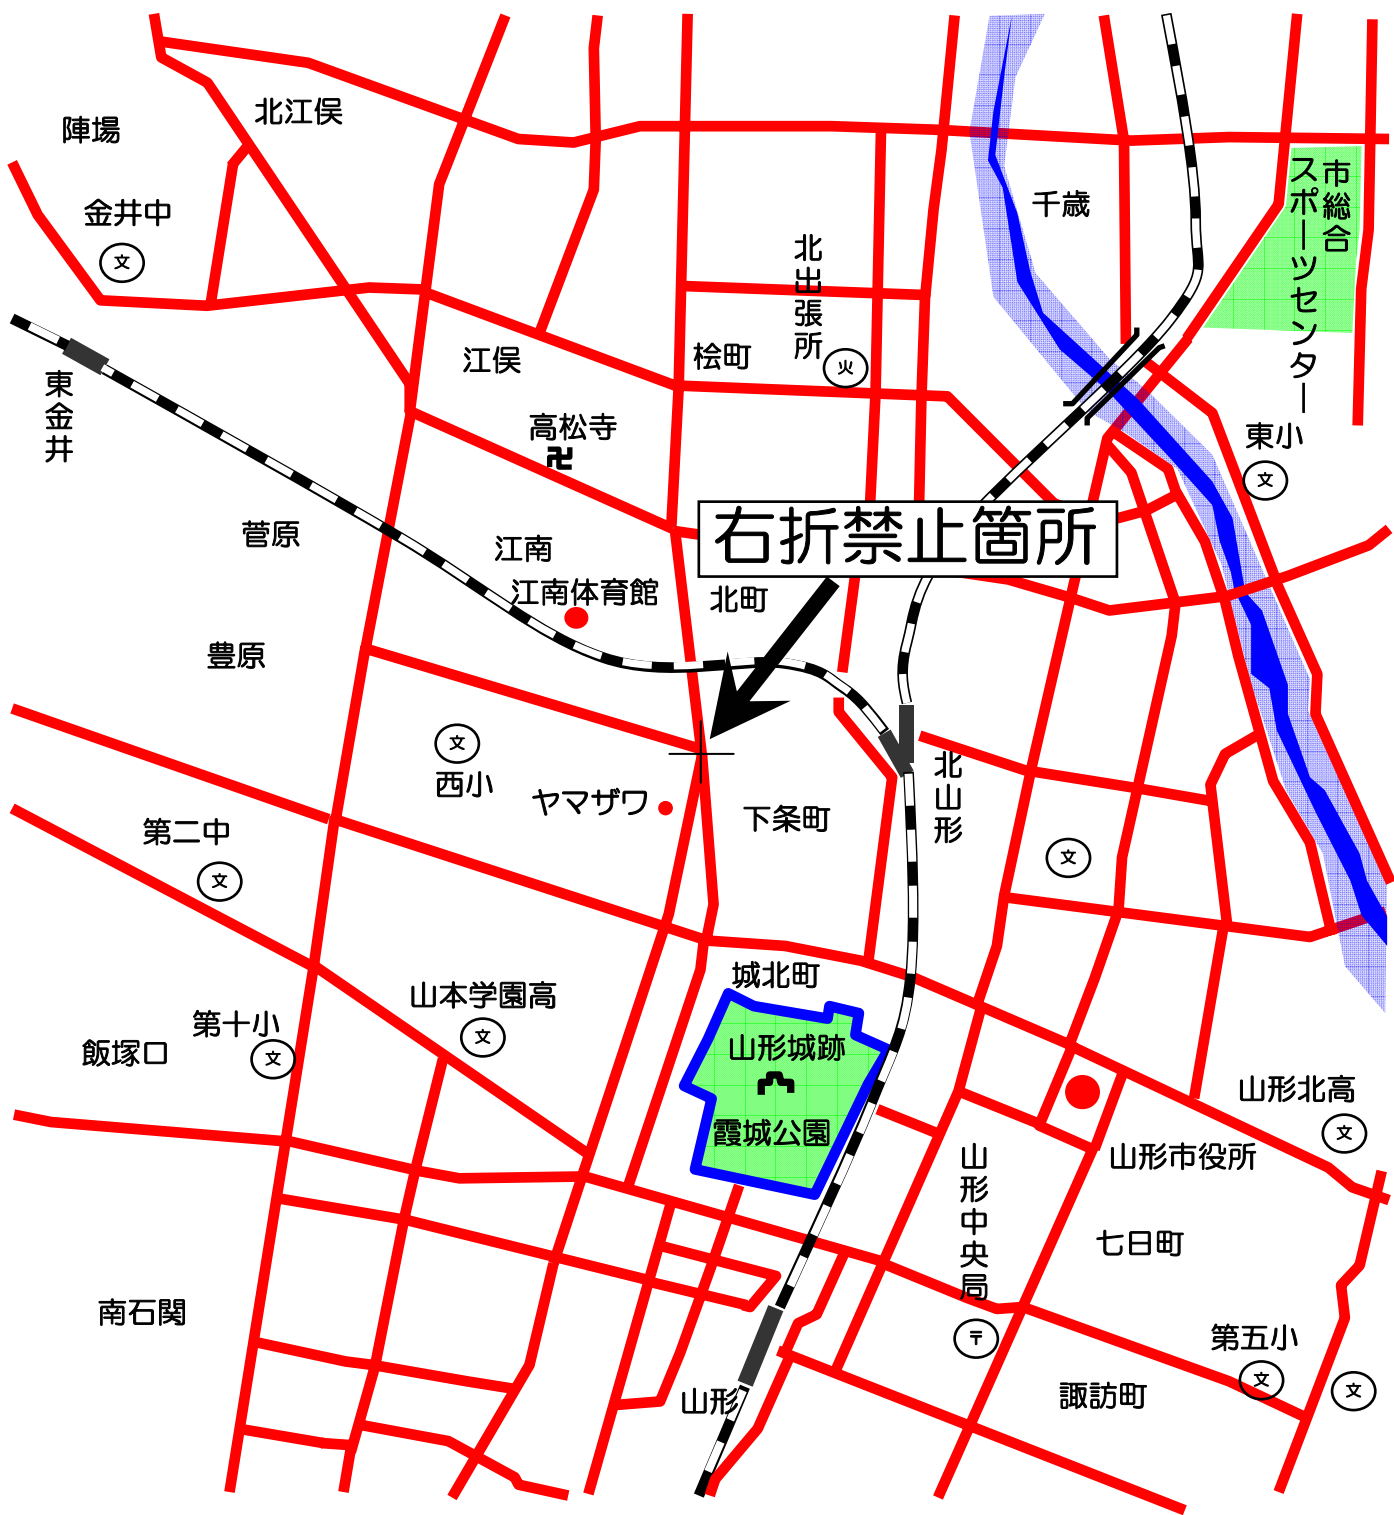 陣場
北江俣
金井中
文
千歳
市総合
スポーツセンター
北出張所
火
桧町
江俣
東金井
高松寺
卍
東小
文
菅原
江南
右折禁止箇所
江南体育館
北町
豊原
文
西小
ヤマザワ
下条町
北山形
第二中
文
文
城北町
山本学園高
文
第十小
文
飯塚口
山形城跡
霞城公園
山形北高
文
山形市役所
山形中央局
〒
七日町
南石関
第五小
文
文
山形
諏訪町